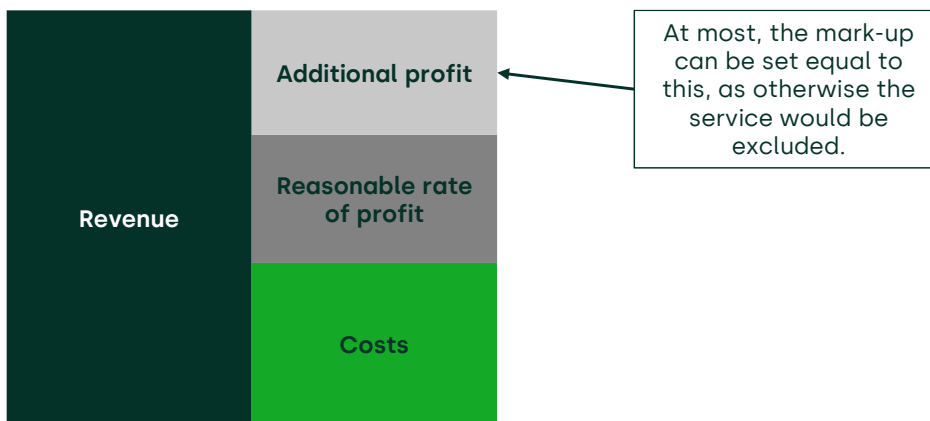 Revenue
Additional profit
Reasonable rate
of profit
Costs
At most, the mark-up
can be set equal to
this, as otherwise the
service would be
excluded.